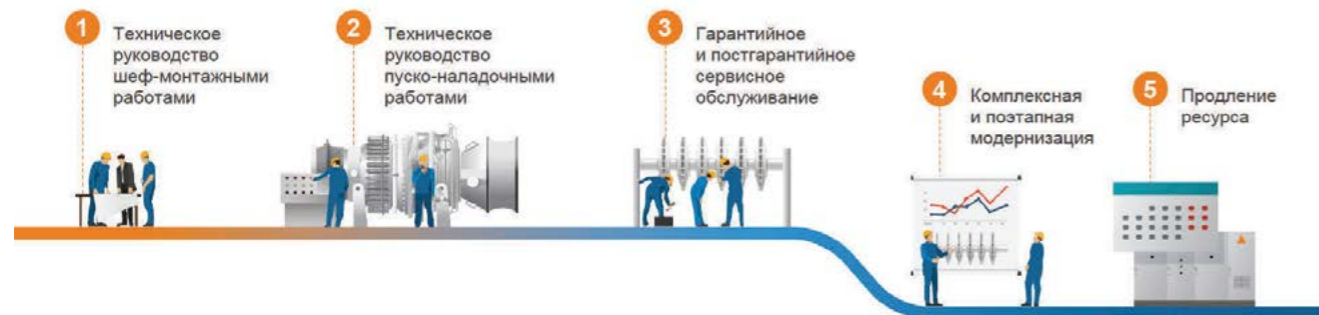 1
Техническое
руководство
шеф-монтажными
работами
2
Техническое
руководство
пуско-наладочными
работами
3
Гарантийное
и постгарантийное
сервисное
обслуживание
4
Комплексная
и поэтапная
модернизация
5
Продление
ресурса